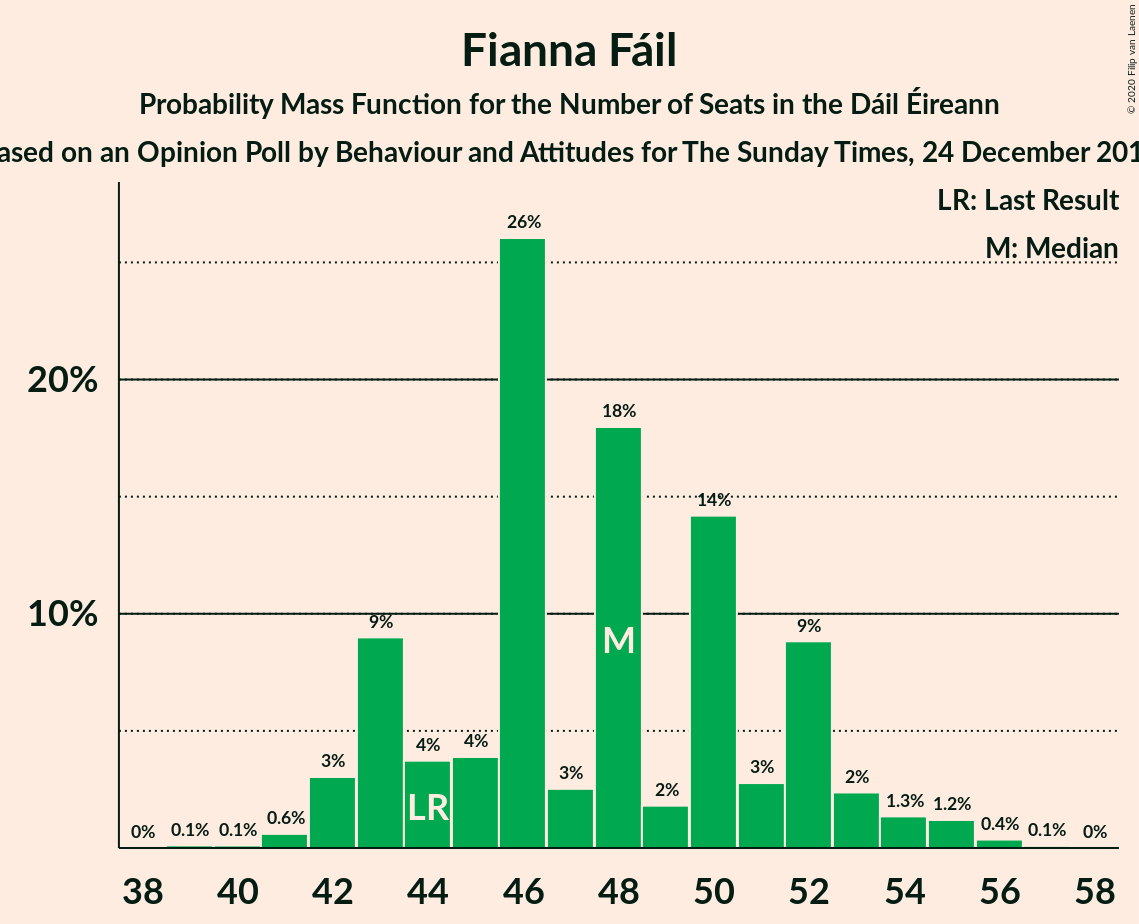 Fianna Fáil
Probability Mass Function for the Number of Seats in the Dáil Éireann
ased on an Opinion Poll by Behaviour and Attitudes for The Sunday Times, 24 December 201
© 2020 Filip van Laenen
LR: Last Result
M: Median
26%
20%
18%
14%
10%
9%
9%
M
4%
4%
3%
3%
2%
3%
2%
LR
1.3%
1.2%
0%
0.1%
0.1%
0.6%
0.4%
0.1%
0%
38 40 42 44 46 48 50 52 54 56 58